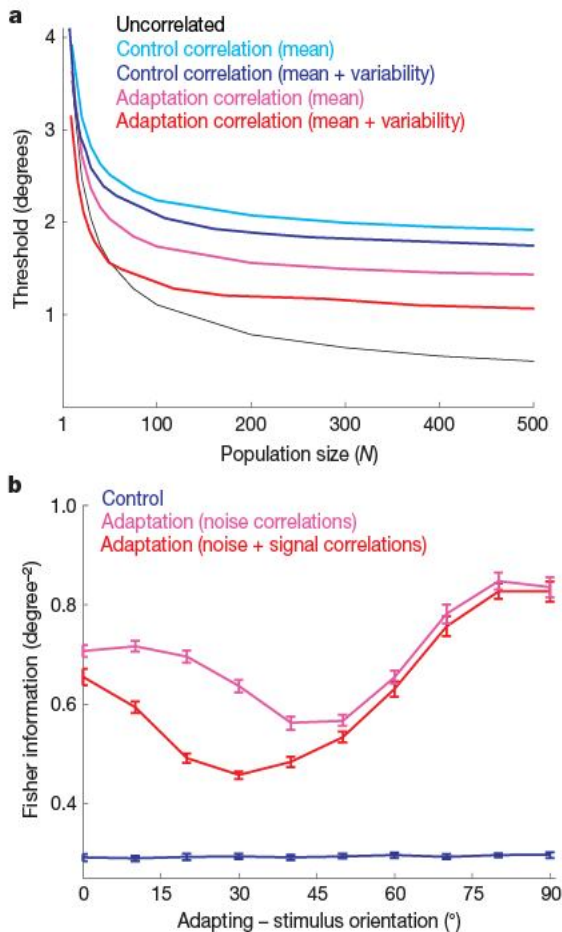 a
Uncorrelated
Control correlation (mean)
Control correlation (mean + variability)
Adaptation correlation (mean)
Adaptation correlation (mean + variability)
4
3
2
1
Threshold (degrees)
1 100 200 300 400 500
Population size (N)
b
Control
Adaptation (noise correlations)
Adaptation (noise + signal correlations)
1.0
0.8
0.6
0.4
Fisher information (degree⁻²)
0 15 30 45 60 75 90
Adapting – stimulus orientation (°)